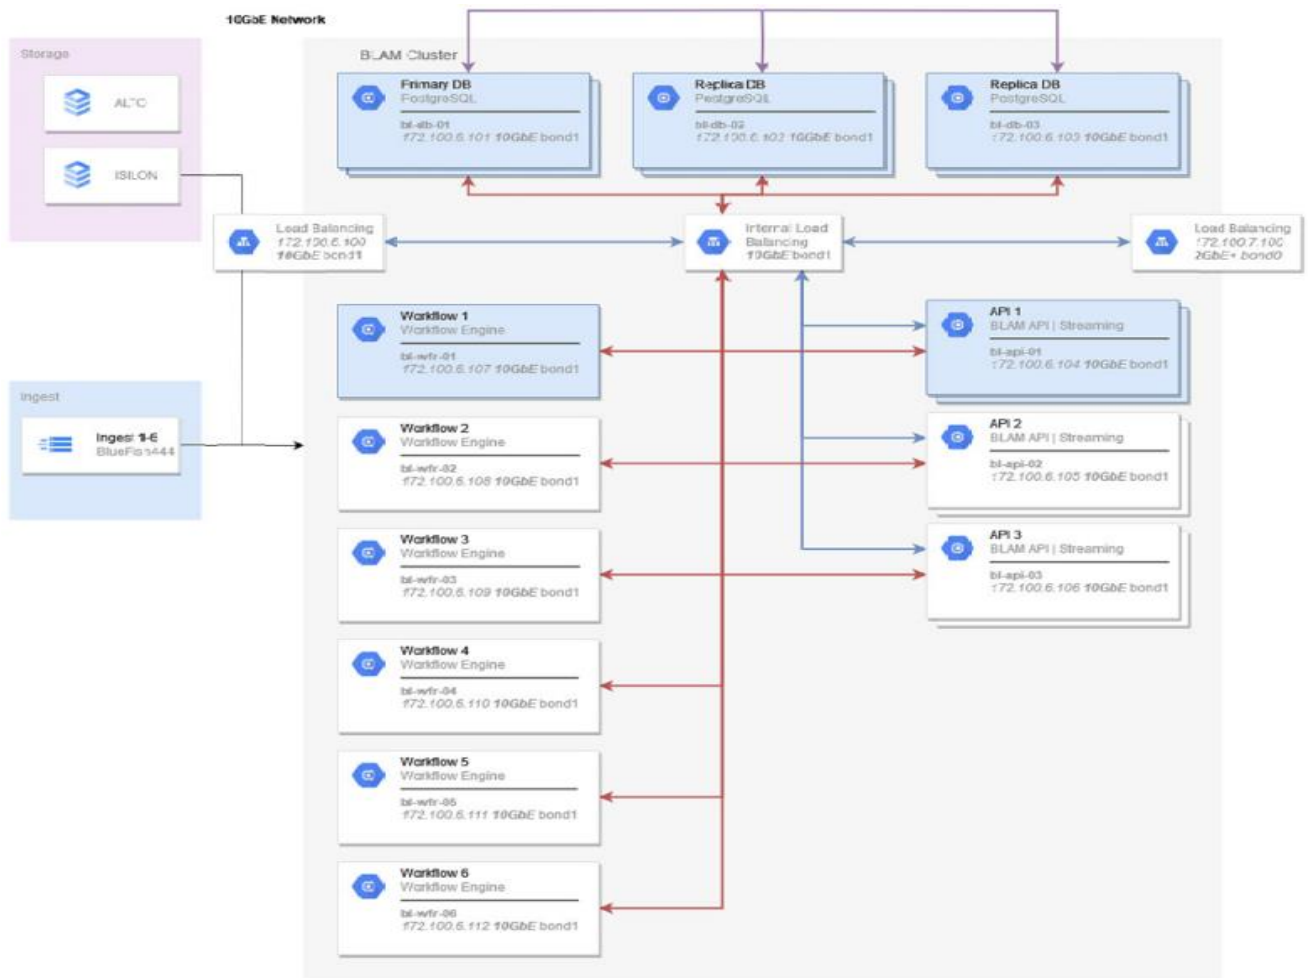 10GbE Network
Storage
BLAM Cluster
ALTO
ISILON
Primary DB
PostgreSQL
bl-db-01
172.100.6.101 10GbE bond1
Replica DB
PostgreSQL
bl-db-02
172.100.6.102 10GbE bond1
Replica DB
PostgreSQL
bl-db-03
172.100.6.103 10GbE bond1
Load Balancing
172.100.6.100
10GbE bond1
Internal Load
Balancing
10GbE bond1
Load Balancing
172.100.7.100
2GbE+ bond0
Workflow 1
Workflow Engine
bl-wfr-01
172.100.6.107 10GbE bond1
API 1
BLAM API | Streaming
bl-api-01
172.100.6.104 10GbE bond1
Ingest
Ingest 1-6
BlueFish444
Workflow 2
Workflow Engine
bl-wfr-02
172.100.6.108 10GbE bond1
API 2
BLAM API | Streaming
bl-api-02
172.100.6.105 10GbE bond1
Workflow 3
Workflow Engine
bl-wfr-03
172.100.6.109 10GbE bond1
API 3
BLAM API | Streaming
bl-api-03
172.100.6.106 10GbE bond1
Workflow 4
Workflow Engine
bl-wfr-04
172.100.6.110 10GbE bond1
Workflow 5
Workflow Engine
bl-wfr-05
172.100.6.111 10GbE bond1
Workflow 6
Workflow Engine
bl-wfr-06
172.100.6.112 10GbE bond1